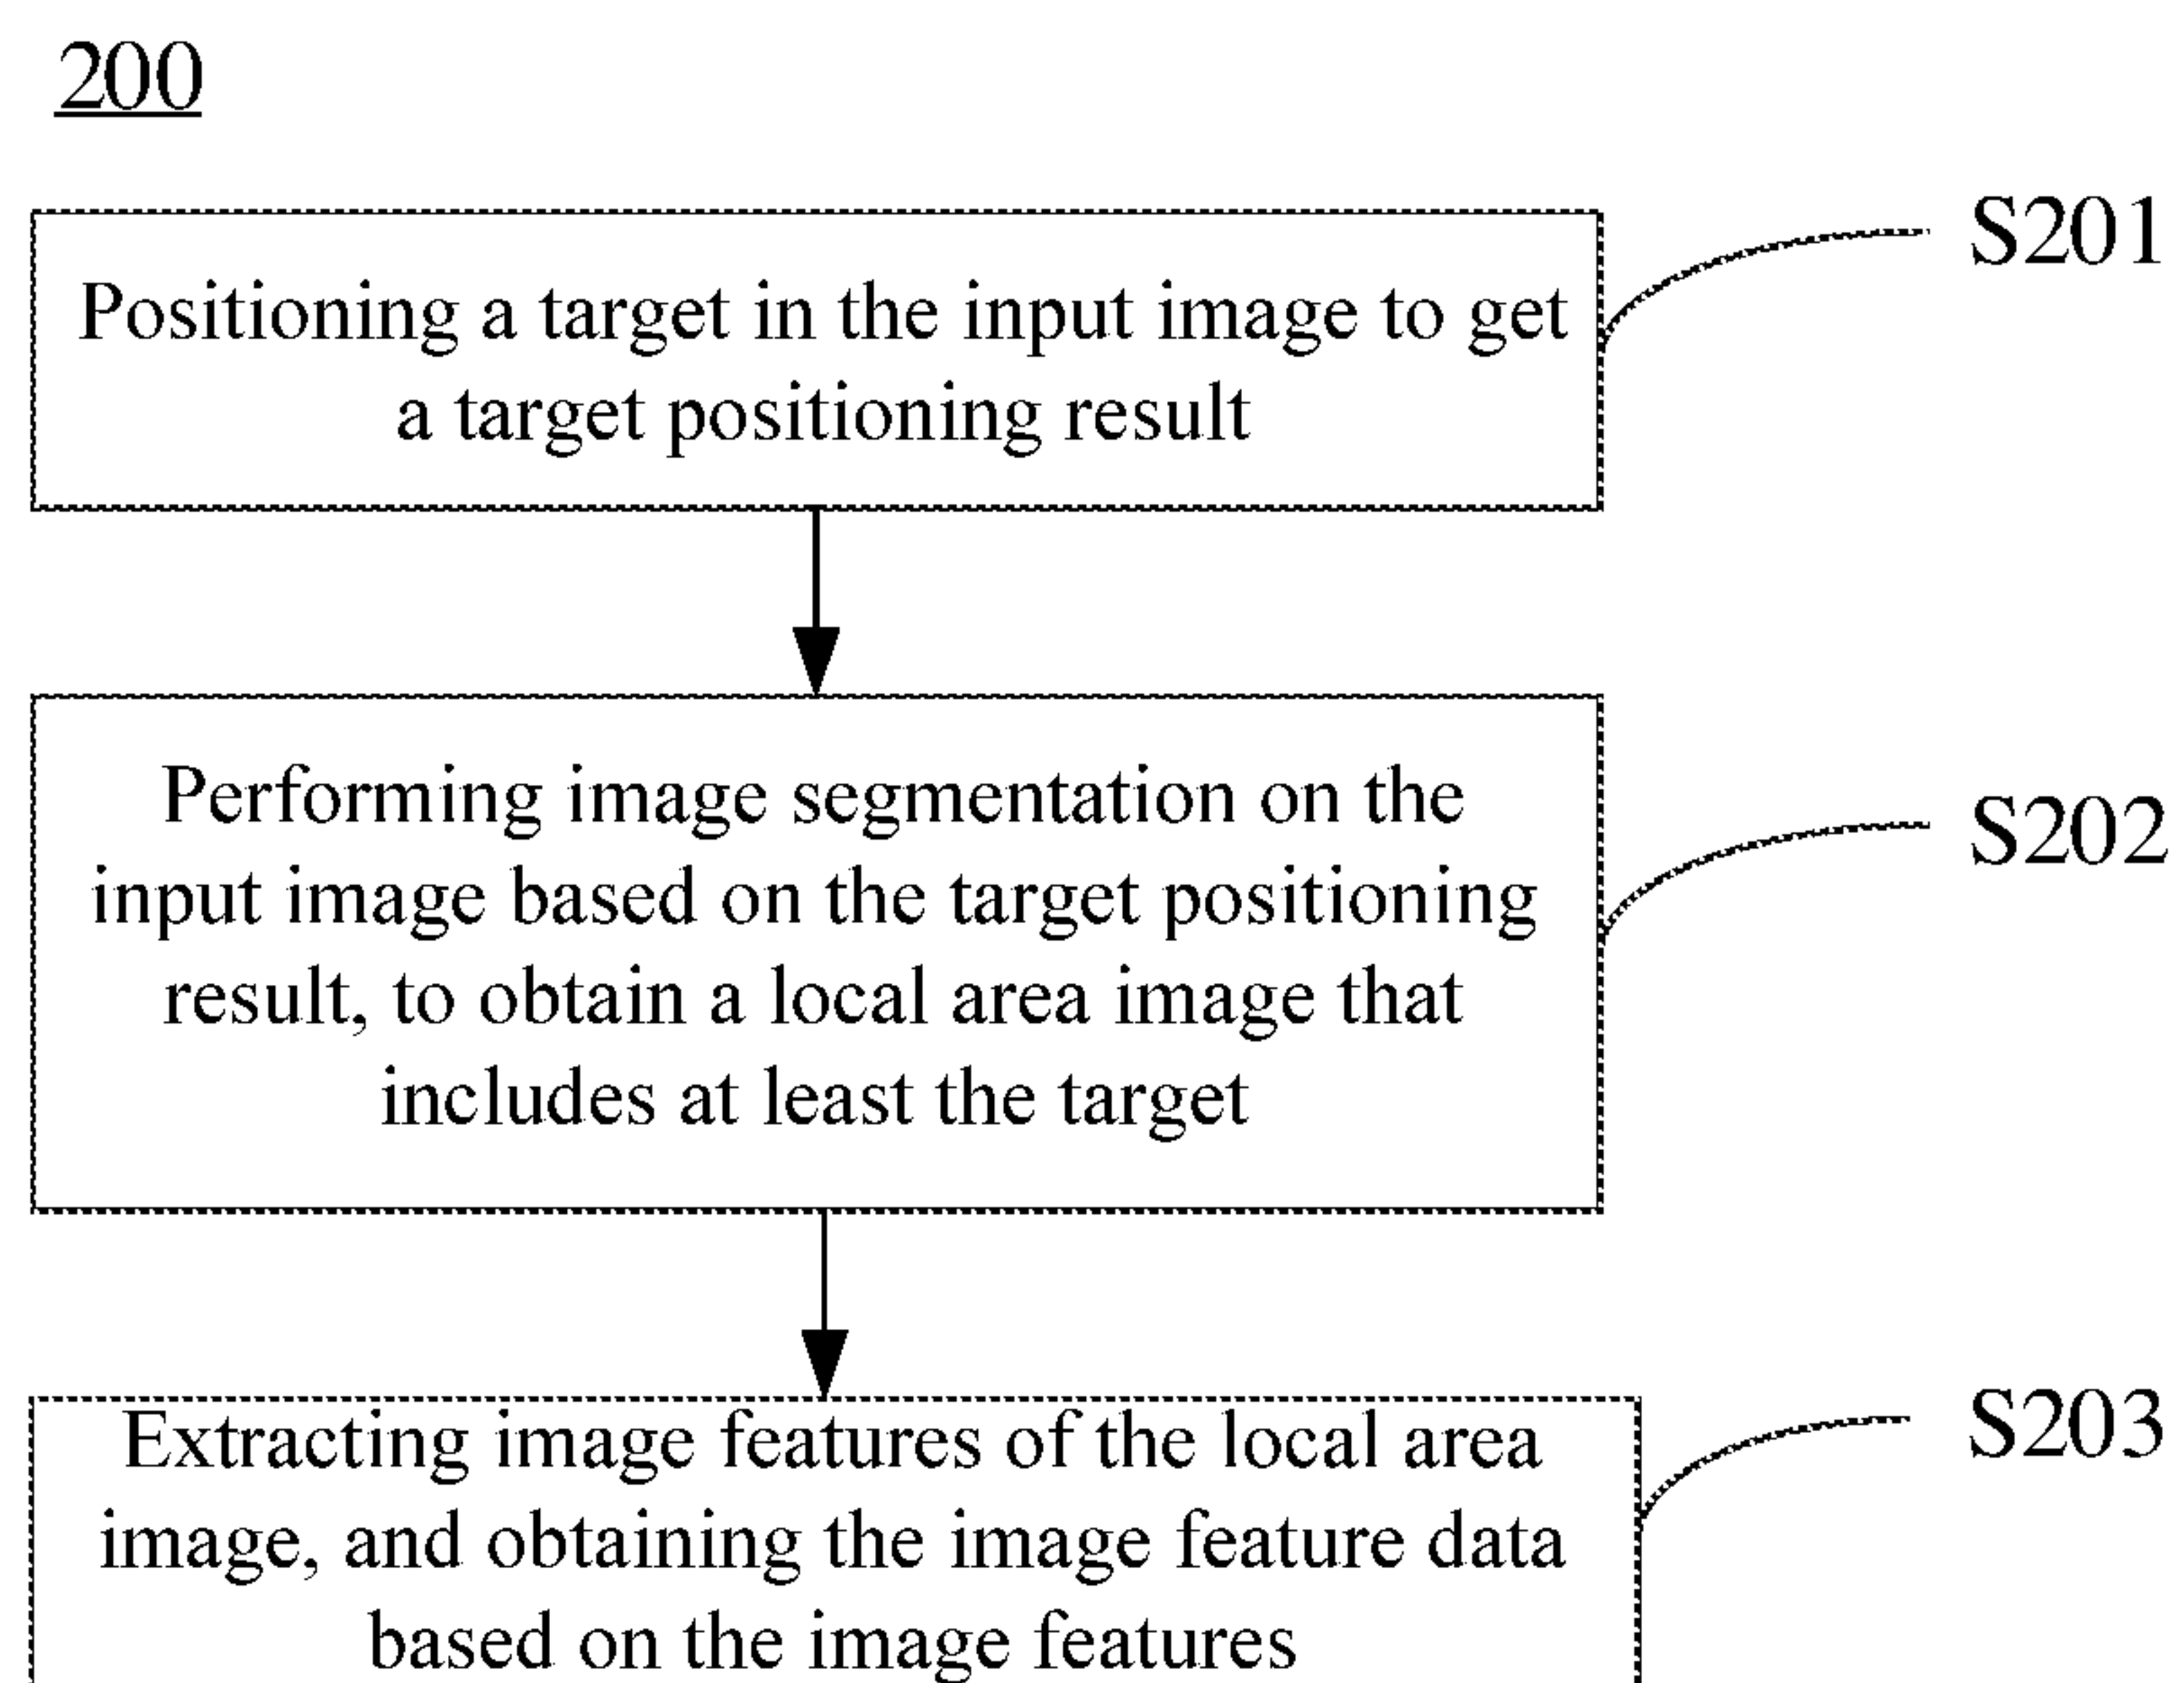 200
Positioning a target in the input image to get
a target positioning result
S201
Performing image segmentation on the
input image based on the target positioning
result, to obtain a local area image that
includes at least the target
S202
Extracting image features of the local area
image, and obtaining the image feature data
based on the image features
S203